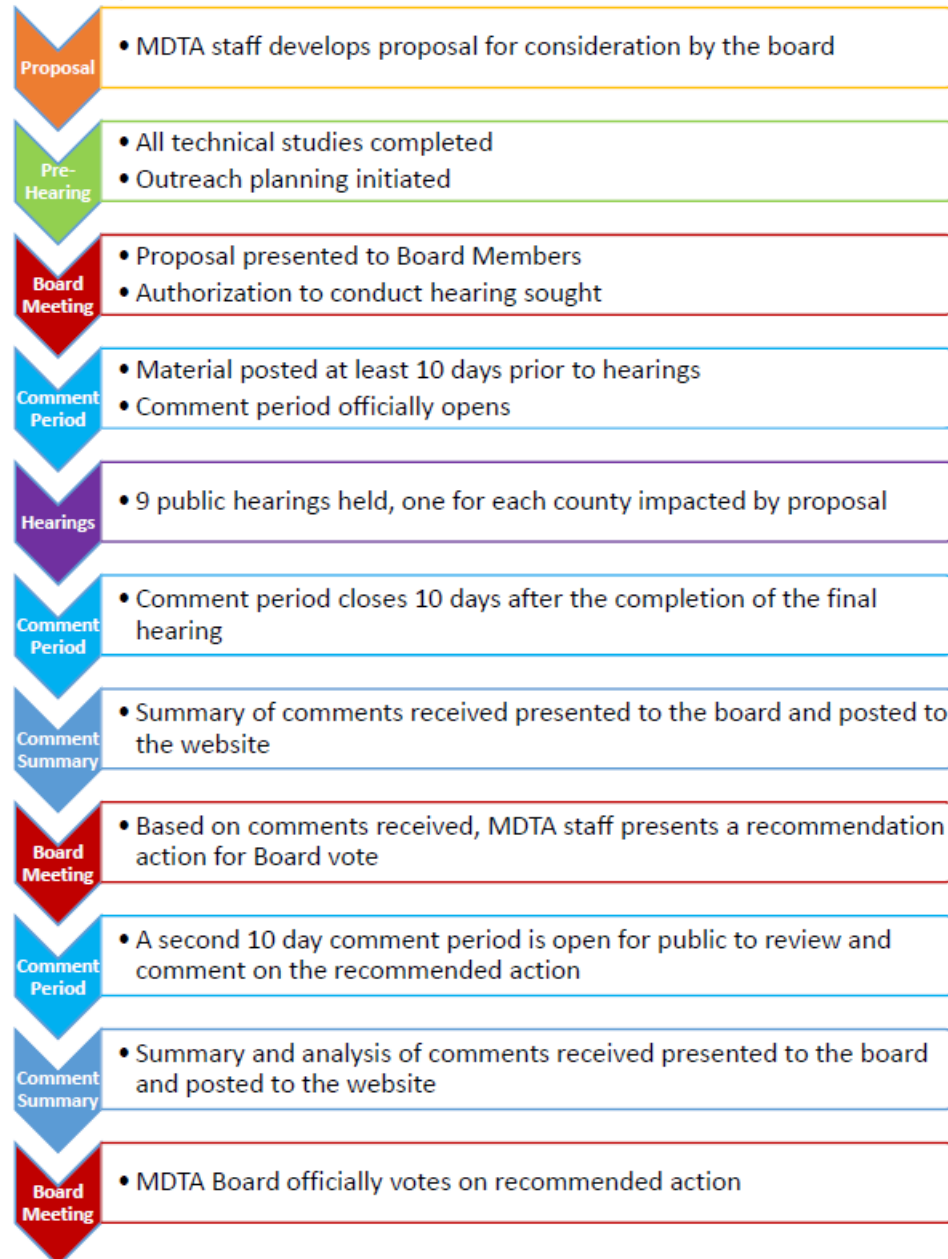 Proposal
• MDTA staff develops proposal for consideration by the board
Pre-
Hearing
• All technical studies completed
• Outreach planning initiated
Board
Meeting
• Proposal presented to Board Members
• Authorization to conduct hearing sought
Comment
Period
• Material posted at least 10 days prior to hearings
• Comment period officially opens
Hearings
• 9 public hearings held, one for each county impacted by proposal
Comment
Period
• Comment period closes 10 days after the completion of the final
hearing
Comment
Summary
• Summary of comments received presented to the board and posted to
the website
Board
Meeting
• Based on comments received, MDTA staff presents a recommendation
action for Board vote
Comment
Period
• A second 10 day comment period is open for public to review and
comment on the recommended action
Comment
Summary
• Summary and analysis of comments received presented to the board
and posted to the website
Board
Meeting
• MDTA Board officially votes on recommended action